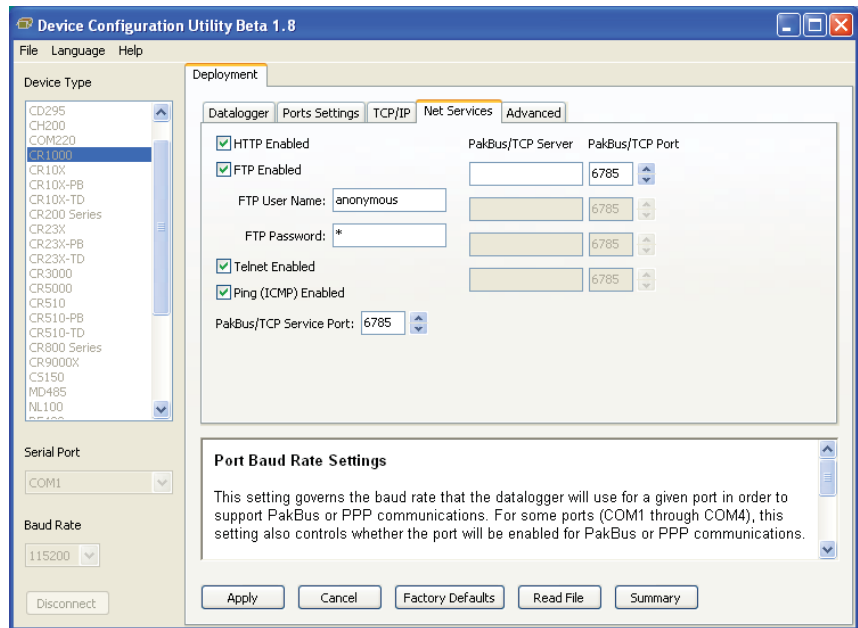 Device Configuration Utility Beta 1.8
File Language Help
Device Type
CD295
CH200
COM220
CR1000
CR10X
CR10X-PB
CR10X-TD
CR200 Series
CR23X
CR23X-PB
CR23X-TD
CR3000
CR5000
CR510
CR510-PB
CR510-TD
CR800 Series
CR9000X
CS150
MD485
NL100
Serial Port
COM1
Baud Rate
115200
Disconnect
Deployment
Datalogger Ports Settings TCP/IP Net Services Advanced
HTTP Enabled
FTP Enabled
FTP User Name: anonymous
FTP Password: *
Telnet Enabled
Ping (ICMP) Enabled
PakBus/TCP Service Port: 6785
PakBus/TCP Server PakBus/TCP Port
6785
6785
6785
6785
Port Baud Rate Settings
This setting governs the baud rate that the datalogger will use for a given port in order to
support PakBus or PPP communications. For some ports (COM1 through COM4), this
setting also controls whether the port will be enabled for PakBus or PPP communications.
Apply Cancel Factory Defaults Read File Summary